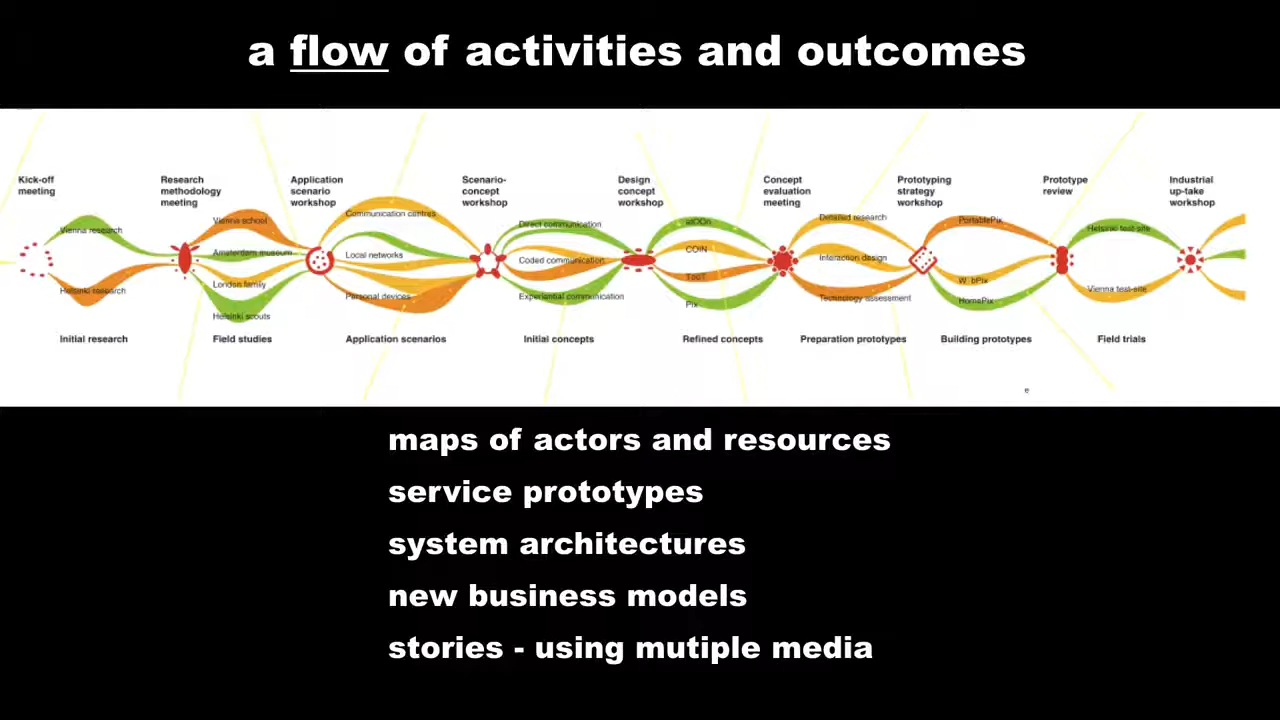 a flow of activities and outcomes
Kick-off
meeting
Research
methodology
meeting
Application
scenario
workshop
Scenario-
concept
workshop
Design
concept
workshop
Concept
evaluation
meeting
Prototyping
strategy
workshop
Prototype
review
Industrial
up-take
workshop
Vienna research
Helsinki research
Vienna school
Amsterdam museum
London family
Helsinki scouts
Communication centres
Local networks
Personal devices
Direct communication
Coded communication
Experiential communication
COIN
Pix
Detailed research
Interaction design
Technology assessment
PortablePix
HomePix
Helsinki test-site
Vienna test-site
Initial research
Field studies
Application scenarios
Initial concepts
Refined concepts
Preparation prototypes
Building prototypes
Field trials
e
maps of actors and resources
service prototypes
system architectures
new business models
stories - using mutiple media